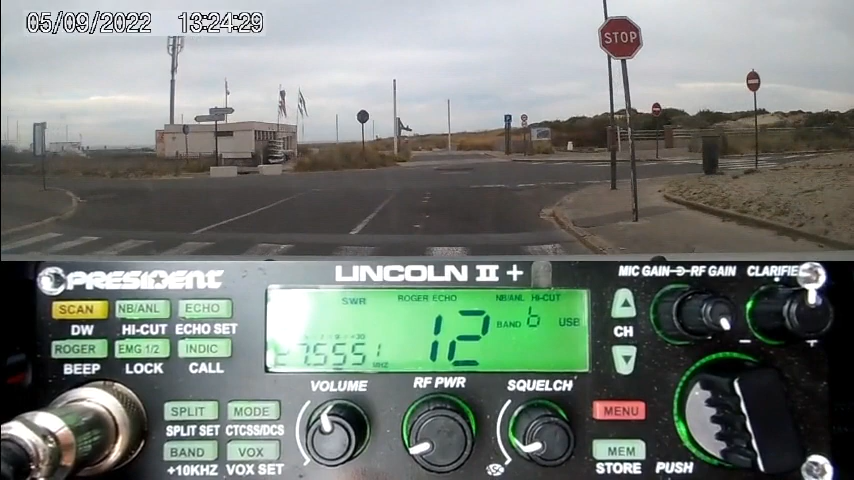 05/09/2022 13:24:29
STOP
PRESIDENT LINCOLN II + MIC GAIN RF GAIN CLARIFIER
SCAN NB/ANL ECHO
DW HI-CUT ECHO SET
ROGER EMG 1/2 INDIC
BEEP LOCK CALL
SWR ROGER ECHO NB/ANL HI-CUT
12 BAND 6 USB
27.555
CH
VOLUME RF PWR SQUELCH
SPLIT MODE
SPLIT SET CTCSS/DCS
BAND VOX
+10KHZ VOX SET
MENU
MEM
STORE PUSH